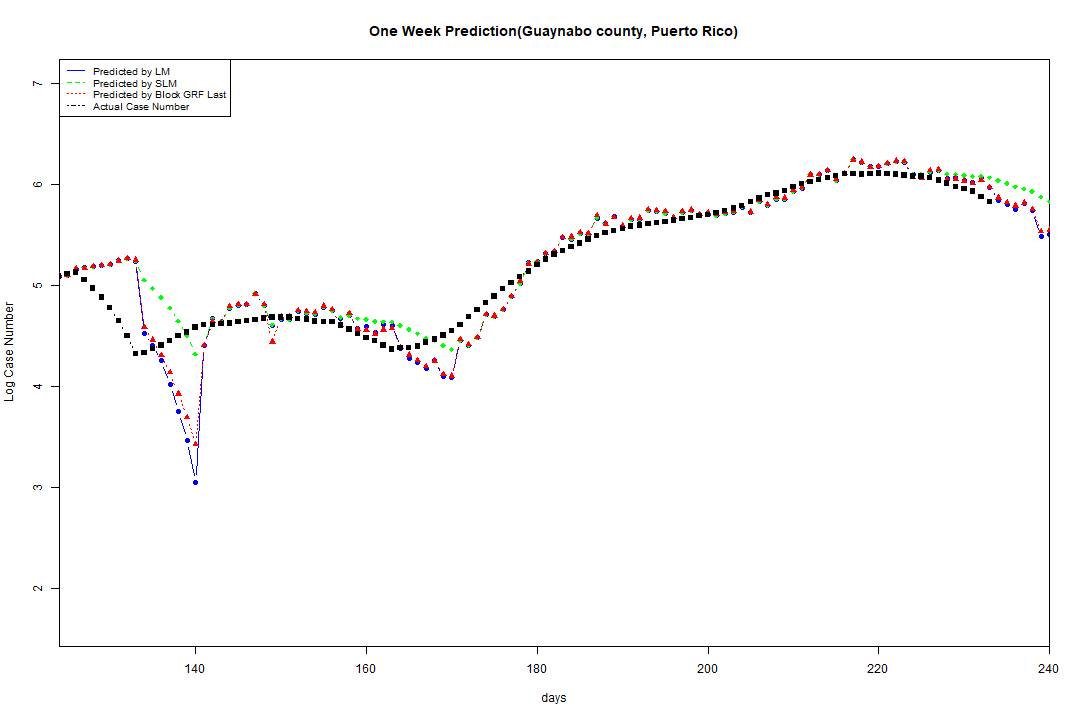 One Week Prediction(Guaynabo county, Puerto Rico)
Predicted by LM
Predicted by SLM
Predicted by Block GRF Last
Actual Case Number
7
6
5
4
3
2
Log Case Number
140 160 180 200 220 240
days